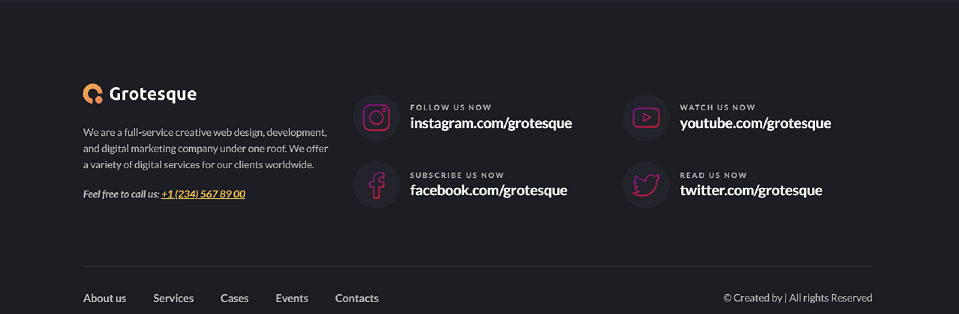 Grotesque
We are a full-service creative web design, development,
and digital marketing company under one roof. We offer
a variety of digital services for our clients worldwide.
Feel free to call us: +1 (234) 567 89 00
FOLLOW US NOW
instagram.com/grotesque
WATCH US NOW
youtube.com/grotesque
SUBSCRIBE US NOW
facebook.com/grotesque
READ US NOW
twitter.com/grotesque
About us Services Cases Events Contacts
© Created by | All rights Reserved